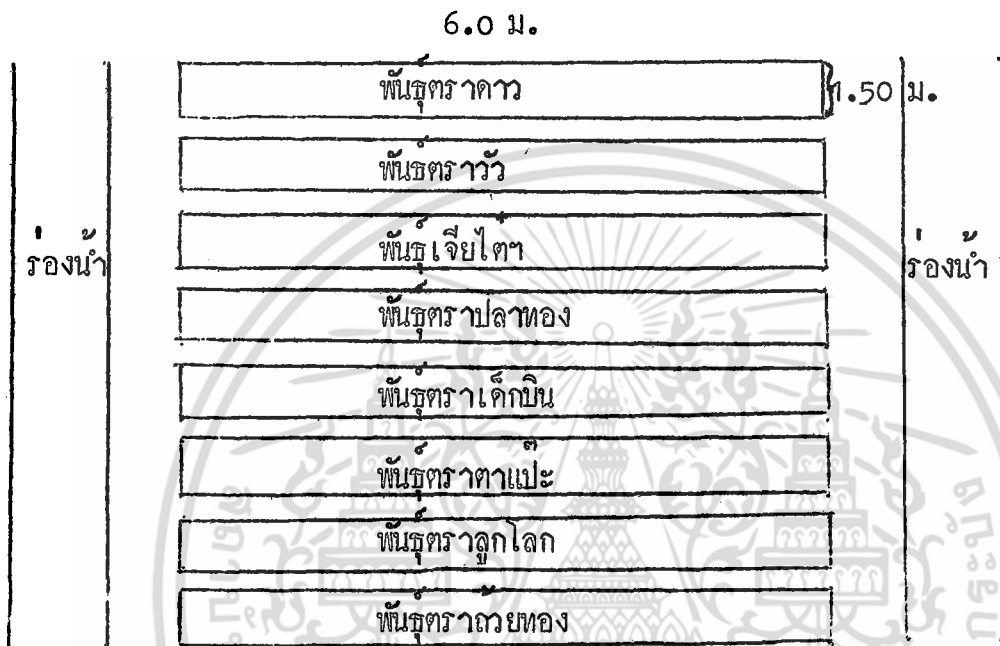 6.0 ม.
พันธุ์ตราดาว
1.50 ม.
พันธุ์ตราวัว
พันธุ์เจียไต๋ฯ
ร่องน้ำ
ร่องน้ำ
พันธุ์ตราปลาทอง
พันธุ์ตราเด็กบิน
พันธุ์ตราตาแป๊ะ
พันธุ์ตราลูกโลก
พันธุ์ตราถ้วยทอง